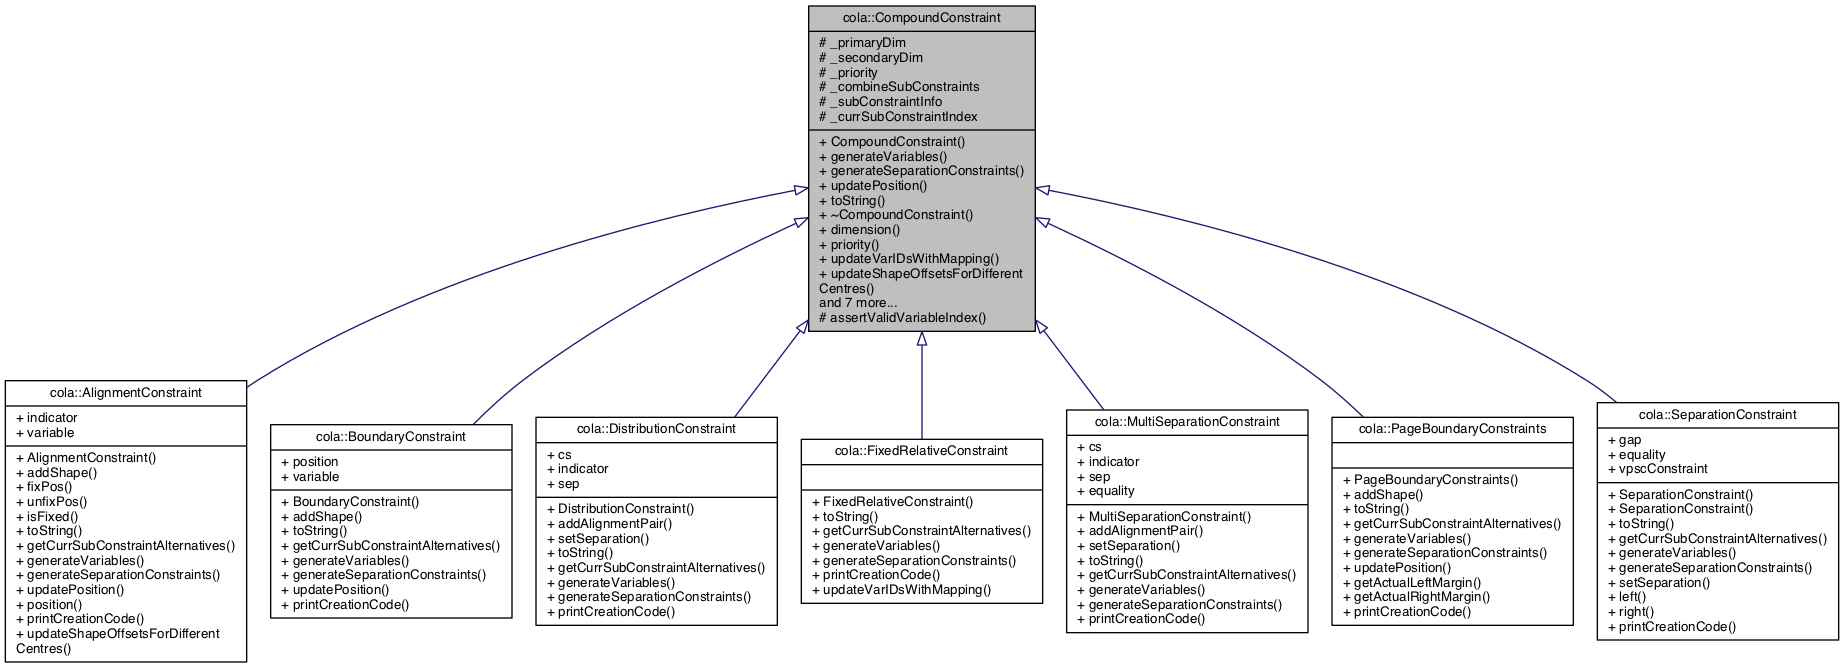 cola::CompoundConstraint
# _primaryDim
# _secondaryDim
# _priority
# _combineSubConstraints
# _subConstraintInfo
# _currSubConstraintIndex
+ CompoundConstraint()
+ generateVariables()
+ generateSeparationConstraints()
+ updatePosition()
+ toString()
+ ~CompoundConstraint()
+ dimension()
+ priority()
+ updateVarIDsWithMapping()
+ updateShapeOffsetsForDifferent
Centres()
and 7 more...
# assertValidVariableIndex()
cola::AlignmentConstraint
+ indicator
+ variable
+ AlignmentConstraint()
+ addShape()
+ fixPos()
+ unfixPos()
+ isFixed()
+ toString()
+ getCurrSubConstraintAlternatives()
+ generateVariables()
+ generateSeparationConstraints()
+ updatePosition()
+ position()
+ printCreationCode()
+ updateShapeOffsetsForDifferent
Centres()
cola::BoundaryConstraint
+ position
+ variable
+ BoundaryConstraint()
+ addShape()
+ toString()
+ getCurrSubConstraintAlternatives()
+ generateVariables()
+ generateSeparationConstraints()
+ updatePosition()
+ printCreationCode()
cola::DistributionConstraint
+ cs
+ indicator
+ sep
+ DistributionConstraint()
+ addAlignmentPair()
+ setSeparation()
+ toString()
+ getCurrSubConstraintAlternatives()
+ generateVariables()
+ generateSeparationConstraints()
+ printCreationCode()
cola::FixedRelativeConstraint
+ FixedRelativeConstraint()
+ toString()
+ getCurrSubConstraintAlternatives()
+ generateVariables()
+ generateSeparationConstraints()
+ printCreationCode()
+ updateVarIDsWithMapping()
cola::MultiSeparationConstraint
+ cs
+ indicator
+ sep
+ equality
+ MultiSeparationConstraint()
+ addAlignmentPair()
+ setSeparation()
+ toString()
+ getCurrSubConstraintAlternatives()
+ generateVariables()
+ generateSeparationConstraints()
+ printCreationCode()
cola::PageBoundaryConstraints
+ PageBoundaryConstraints()
+ addShape()
+ toString()
+ getCurrSubConstraintAlternatives()
+ generateVariables()
+ generateSeparationConstraints()
+ updatePosition()
+ getActualLeftMargin()
+ getActualRightMargin()
+ printCreationCode()
cola::SeparationConstraint
+ gap
+ equality
+ vpscConstraint
+ SeparationConstraint()
+ SeparationConstraint()
+ toString()
+ getCurrSubConstraintAlternatives()
+ generateVariables()
+ generateSeparationConstraints()
+ setSeparation()
+ left()
+ right()
+ printCreationCode()